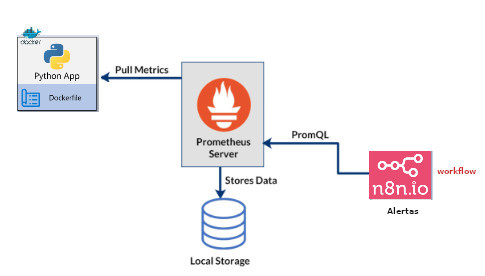 docker
Python App
Dockerfile
Pull Metrics
Prometheus
Server
PromQL
n8n.io
workflow
Alertas
Stores Data
Local Storage